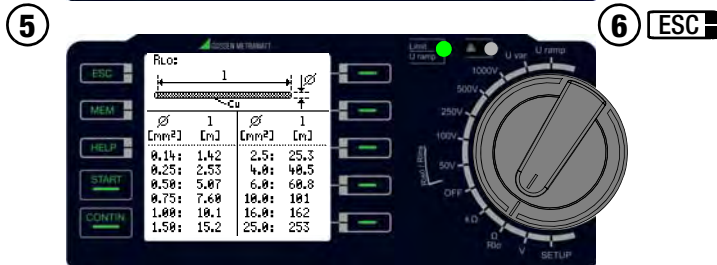 5
6 ESC
GOSSEN METRAWATT
ESC
MEM
HELP
START
CONTIN
RLO:
l
Ø
Cu
Ø l Ø l
[mm²] [m] [mm²] [m]
0.14: 1.42 2.5: 25.3
0.25: 2.53 4.0: 40.5
0.50: 5.07 6.0: 60.8
0.75: 7.60 10.0: 101
1.00: 10.1 16.0: 162
1.50: 15.2 25.0: 253
Limit
U ramp
U var
U ramp
1000V
500V
250V
100V
50V
OFF
kΩ
Ω
Rlo
V
SETUP